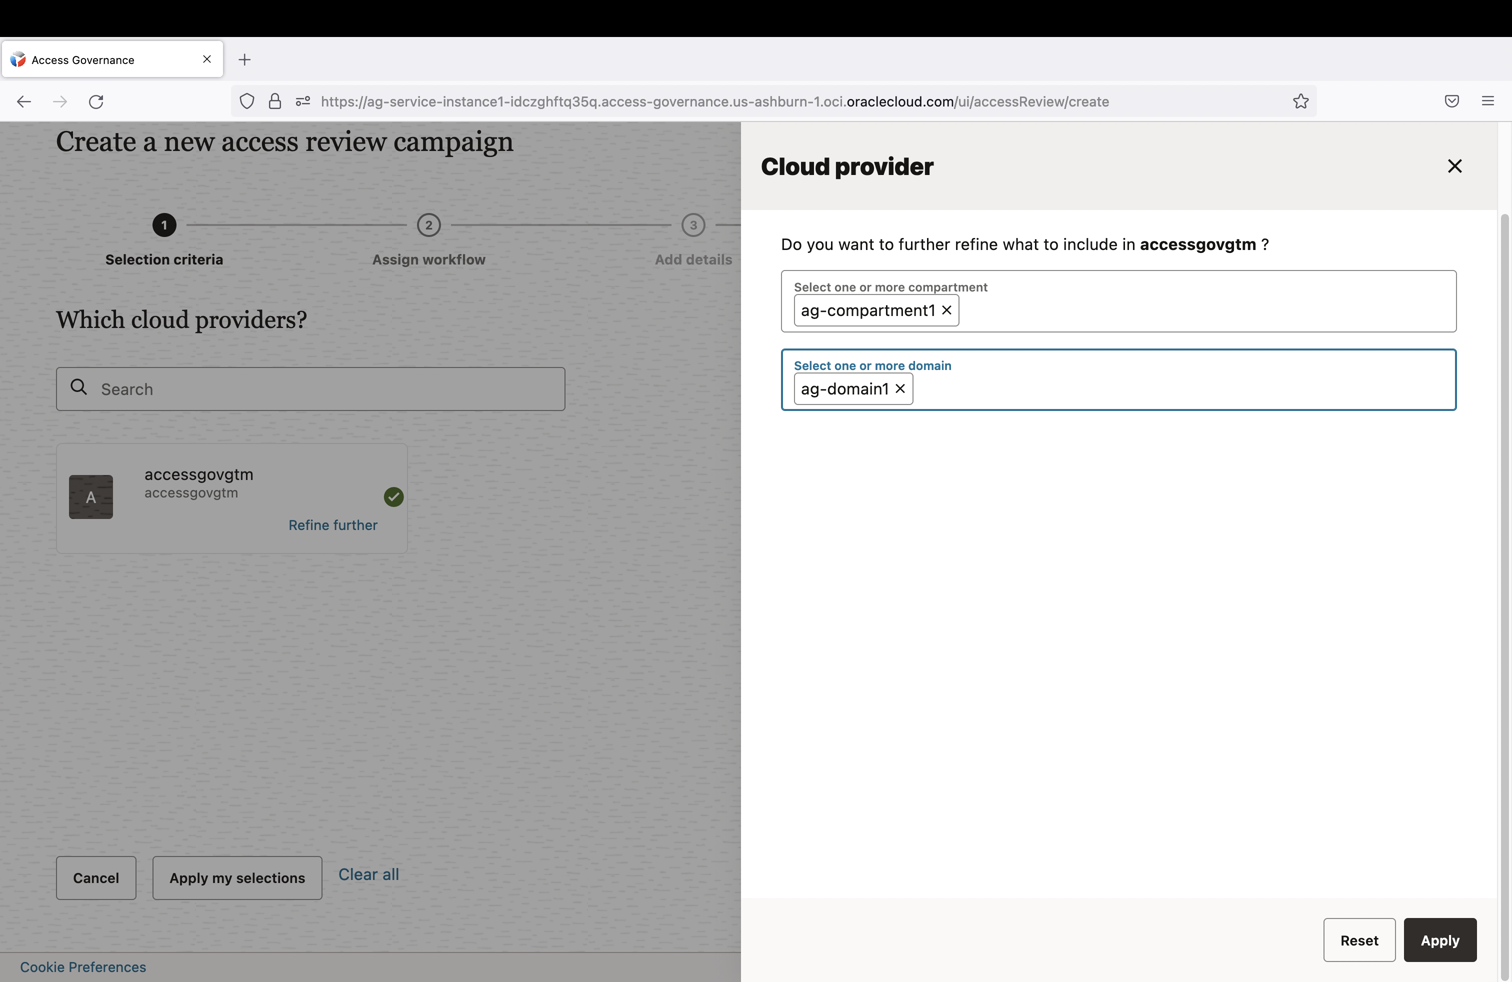 Access Governance
https://ag-service-instance1-idczghftq35q.access-governance.us-ashburn-1.oci.oraclecloud.com/ui/accessReview/create
Create a new access review campaign
1
2
3
Selection criteria
Assign workflow
Add details
Which cloud providers?
Search
A
accessgovgtm
accessgovgtm
Refine further
Cancel
Apply my selections
Clear all
Cookie Preferences
Cloud provider
Do you want to further refine what to include in accessgovgtm ?
Select one or more compartment
ag-compartment1
Select one or more domain
ag-domain1
Reset
Apply